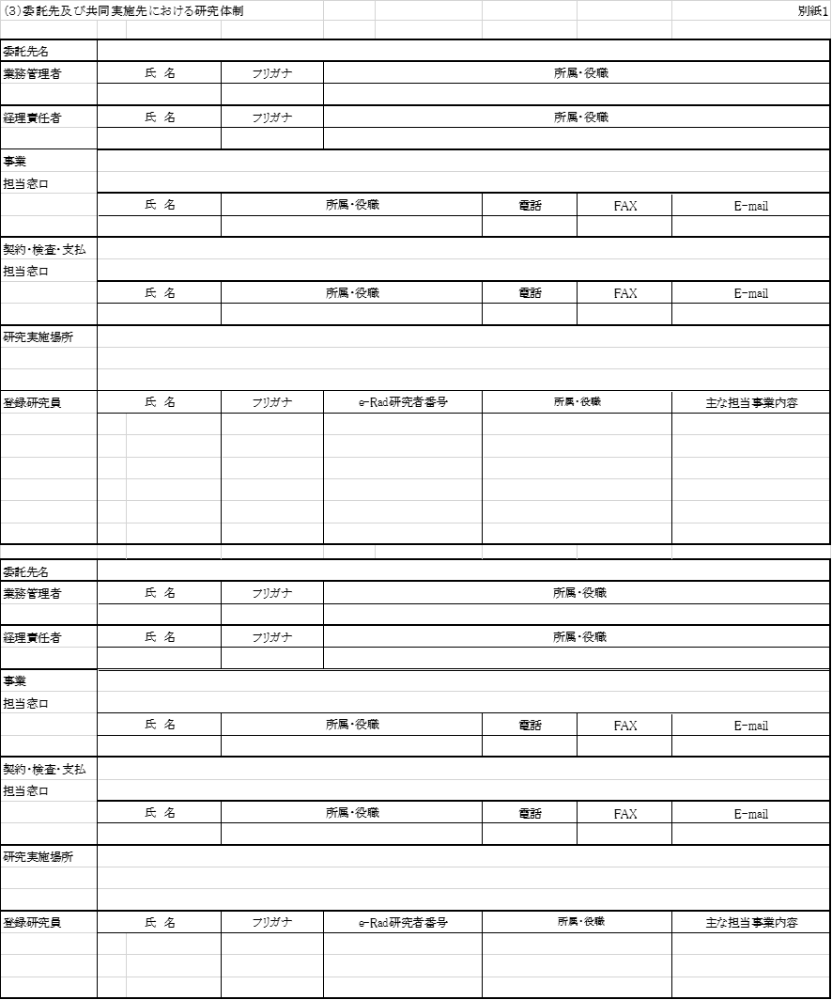 (3)委託先及び共同実施先における研究体制 別紙1
委託先名
業務管理者 氏 名 フリガナ 所属・役職
経理責任者 氏 名 フリガナ 所属・役職
事業
担当窓口
氏 名 所属・役職 電話 FAX E-mail
契約・検査・支払
担当窓口
氏 名 所属・役職 電話 FAX E-mail
研究実施場所
登録研究員 氏 名 フリガナ e-Rad研究者番号 所属・役職 主な担当事業内容
委託先名
業務管理者 氏 名 フリガナ 所属・役職
経理責任者 氏 名 フリガナ 所属・役職
事業
担当窓口
氏 名 所属・役職 電話 FAX E-mail
契約・検査・支払
担当窓口
氏 名 所属・役職 電話 FAX E-mail
研究実施場所
登録研究員 氏 名 フリガナ e-Rad研究者番号 所属・役職 主な担当事業内容